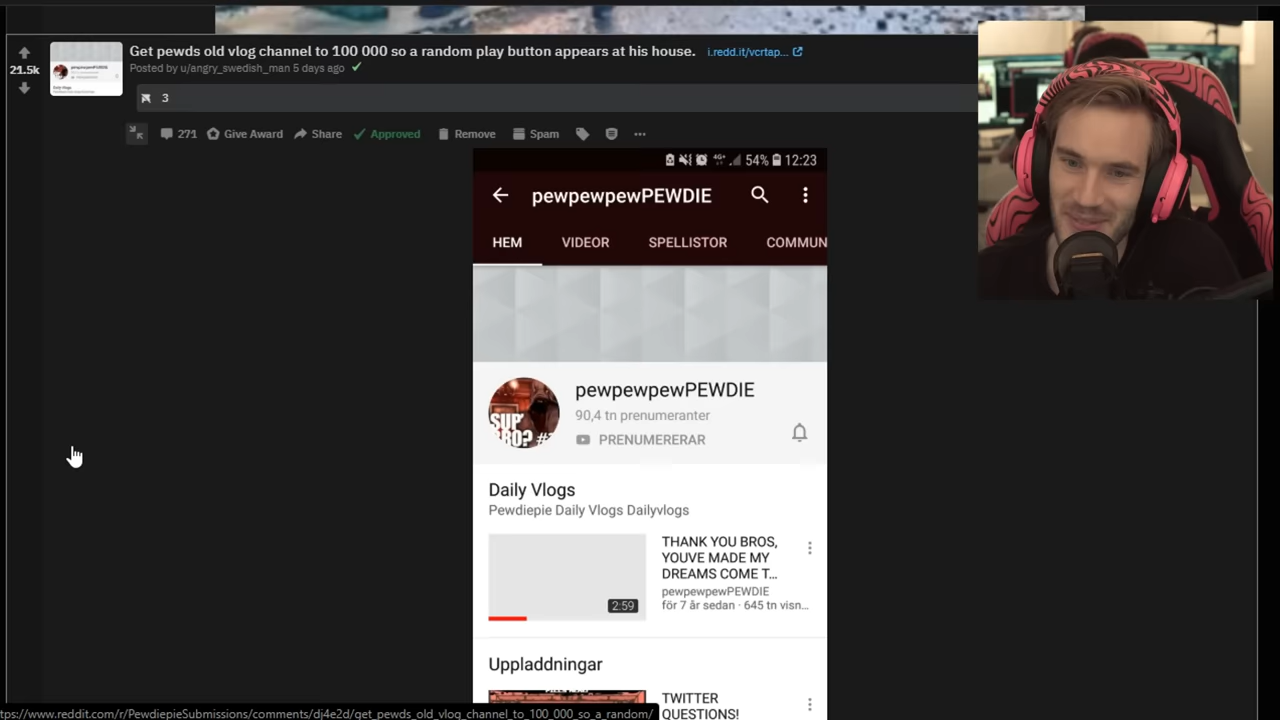 Get pewds old vlog channel to 100 000 so a random play button appears at his house.
i.redd.it/vcrtap...
21.5k
Posted by u/angry_swedish_man 5 days ago
3
271 Give Award Share Approved Remove Spam
54% 12:23
pewpewpewPEWDIE
HEM VIDEOR SPELLISTOR COMMUN
pewpewpewPEWDIE
SUP BRO? #
90,4 tn prenumeranter
PRENUMERERAR
Daily Vlogs
Pewdiepie Daily Vlogs Dailyvlogs
THANK YOU BROS,
YOUVE MADE MY
DREAMS COME T...
pewpewpewPEWDIE
för 7 år sedan · 645 tn visn...
2:59
Uppladdningar
TWITTER
QUESTIONS!
ttps://www.reddit.com/r/PewdiepieSubmissions/comments/dj4e2d/get_pewds_old_vlog_channel_to_100_000_so_a_random/